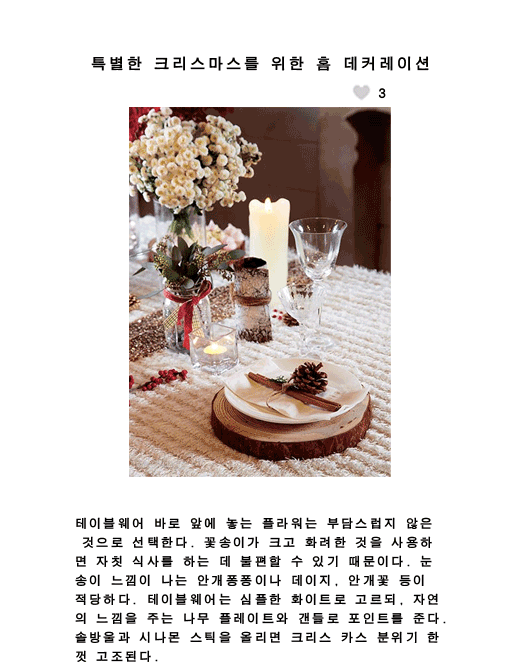 특별한 크리스마스를 위한 홈 데커레이션
3
테이블웨어 바로 앞에 놓는 플라워는 부담스럽지 않은
것으로 선택한다. 꽃송이가 크고 화려한 것을 사용하
면 자칫 식사를 하는 데 불편할 수 있기 때문이다. 눈
송이 느낌이 나는 안개퐁퐁이나 데이지, 안개꽃 등이
적당하다. 테이블웨어는 심플한 화이트로 고르되, 자연
의 느낌을 주는 나무 플레이트와 갠들로 포인트를 준다.
솔방울과 시나몬 스틱을 올리면 크리스 카스 분위기 한
껏 고조된다.